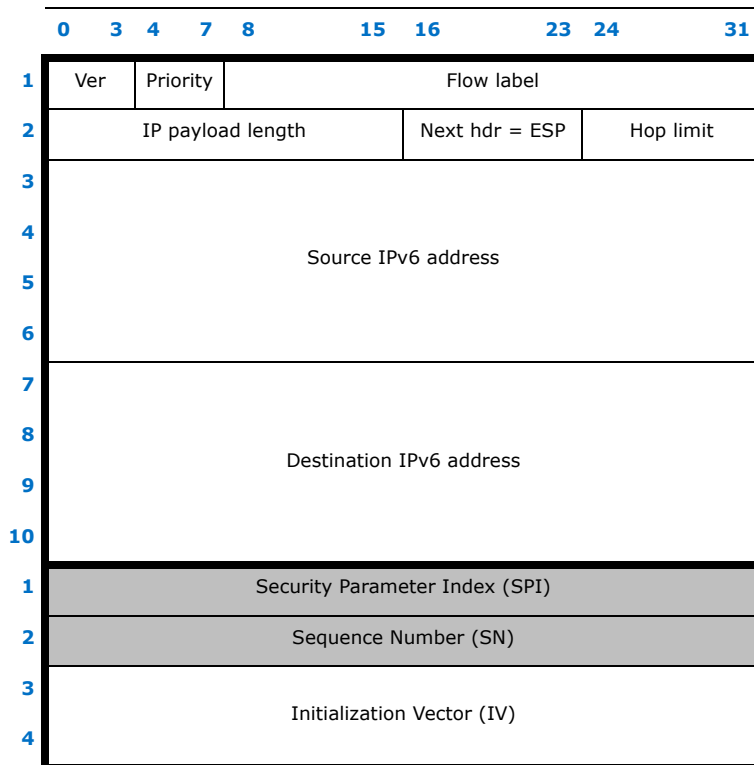 0 3 4 7 8 15 16 23 24 31
1 Ver Priority Flow label
2 IP payload length Next hdr = ESP Hop limit
3
4
Source IPv6 address
5
6
7
8
Destination IPv6 address
9
10
1 Security Parameter Index (SPI)
2 Sequence Number (SN)
3
Initialization Vector (IV)
4